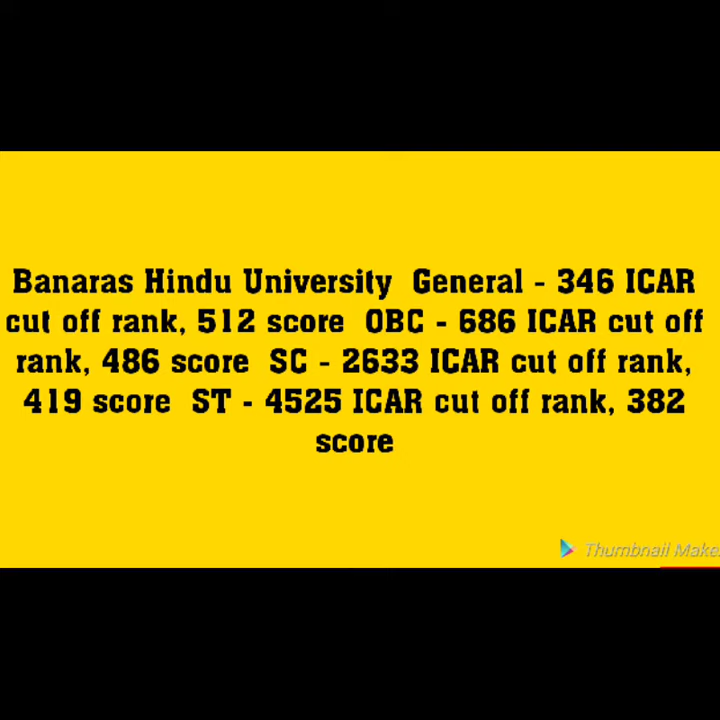 Banaras Hindu University General - 346 ICAR
cut off rank, 512 score OBC - 686 ICAR cut off
rank, 486 score SC - 2633 ICAR cut off rank,
419 score ST - 4525 ICAR cut off rank, 382
score
Thumbnail Make